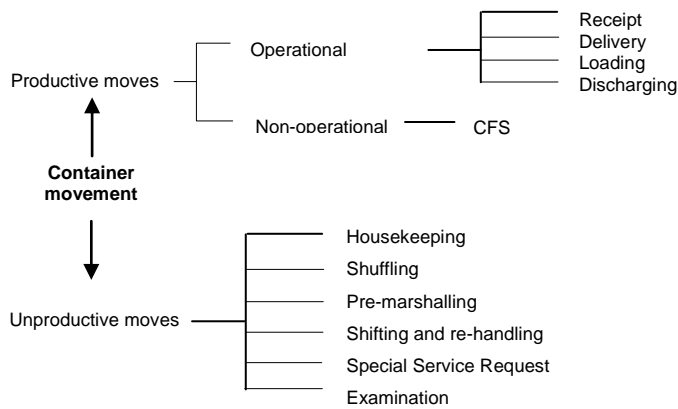 Receipt
Operational
Delivery
Loading
Productive moves
Discharging
Non-operational
CFS
Container
movement
Housekeeping
Shuffling
Pre-marshalling
Unproductive moves
Shifting and re-handling
Special Service Request
Examination